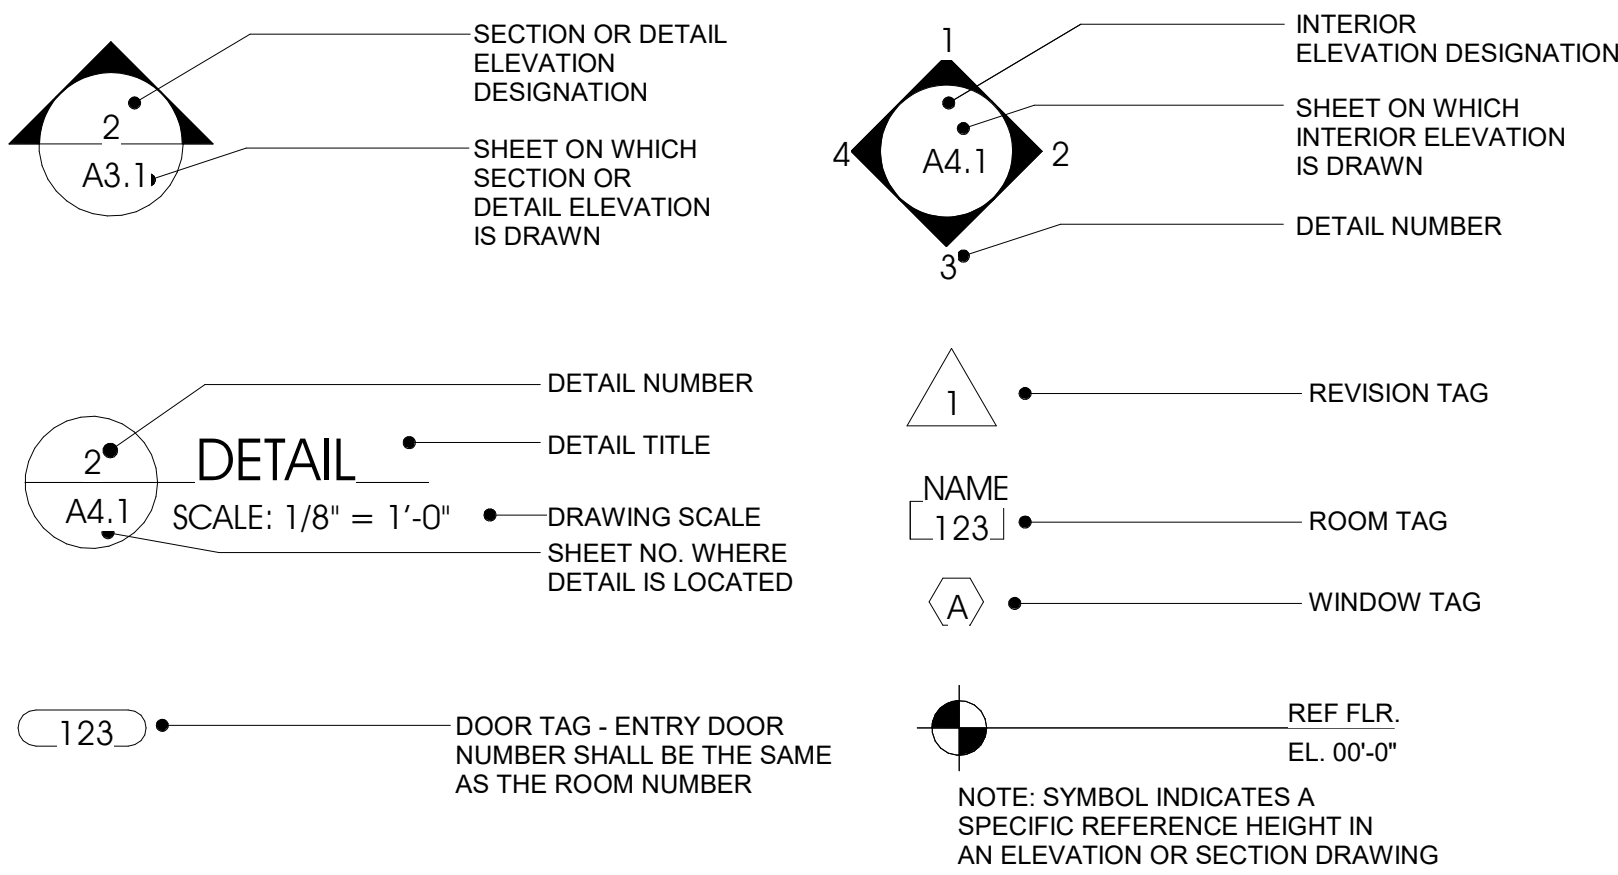 SECTION OR DETAIL
ELEVATION
DESIGNATION
2
A3.1
SHEET ON WHICH
SECTION OR
DETAIL ELEVATION
IS DRAWN
INTERIOR
ELEVATION DESIGNATION
1
SHEET ON WHICH
INTERIOR ELEVATION
IS DRAWN
4
A4.1
2
DETAIL NUMBER
3
DETAIL NUMBER
2
DETAIL
DETAIL TITLE
A4.1
SCALE: 1/8" = 1'-0"
DRAWING SCALE
SHEET NO. WHERE
DETAIL IS LOCATED
1
REVISION TAG
NAME
123
ROOM TAG
A
WINDOW TAG
123
DOOR TAG - ENTRY DOOR
NUMBER SHALL BE THE SAME
AS THE ROOM NUMBER
REF FLR.
EL. 00'-0"
NOTE: SYMBOL INDICATES A
SPECIFIC REFERENCE HEIGHT IN
AN ELEVATION OR SECTION DRAWING